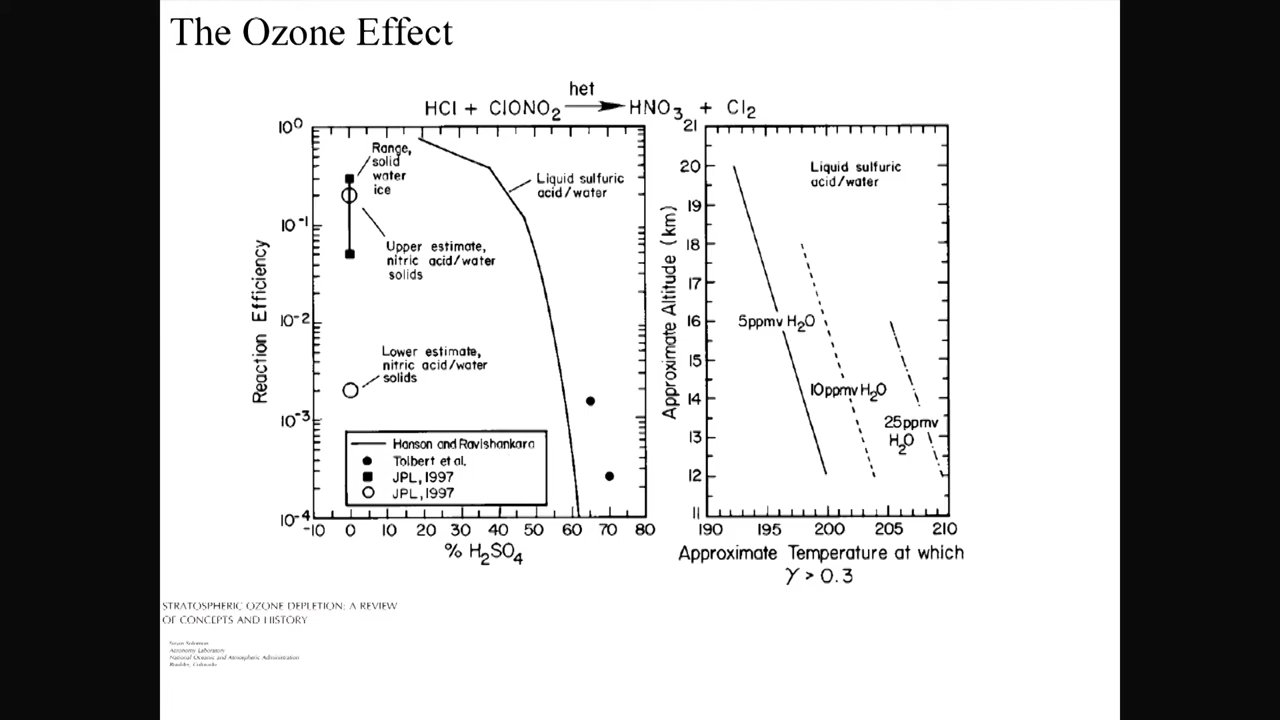 The Ozone Effect
het
HCl + ClONO2 → HNO3 + Cl2
Reaction Efficiency
10^0
10^-1
10^-2
10^-3
10^-4
Range,
solid
water
ice
Liquid sulfuric
acid/water
Upper estimate,
nitric acid/water
solids
Lower estimate,
nitric acid/water
solids
Hanson and Ravishankara
Tolbert et al.
JPL, 1997
JPL, 1997
-10 0 10 20 30 40 50 60 70 80
% H2SO4
Approximate Altitude (km)
21
20
19
18
17
16
15
14
13
12
11
Liquid sulfuric
acid/water
5ppmv H2O
10ppmv H2O
25ppmv
H2O
190 195 200 205 210
Approximate Temperature at which
γ > 0.3
STRATOSPHERIC OZONE DEPLETION: A REVIEW
OF CONCEPTS AND HISTORY
Susan Solomon
Aeronomy Laboratory
National Oceanic and Atmospheric Administration
Boulder, Colorado